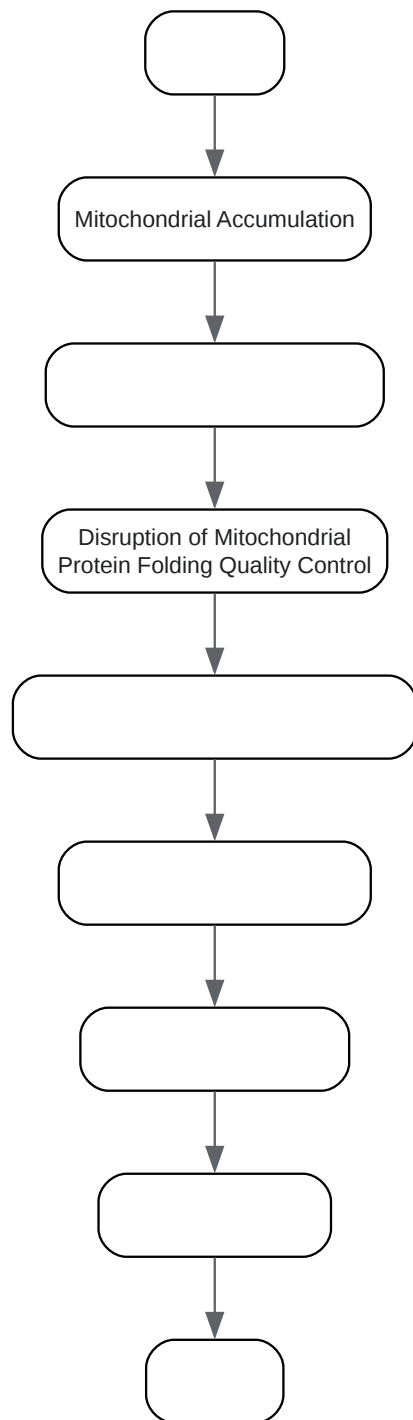 Mitochondrial Accumulation
Disruption of Mitochondrial
Protein Folding Quality Control